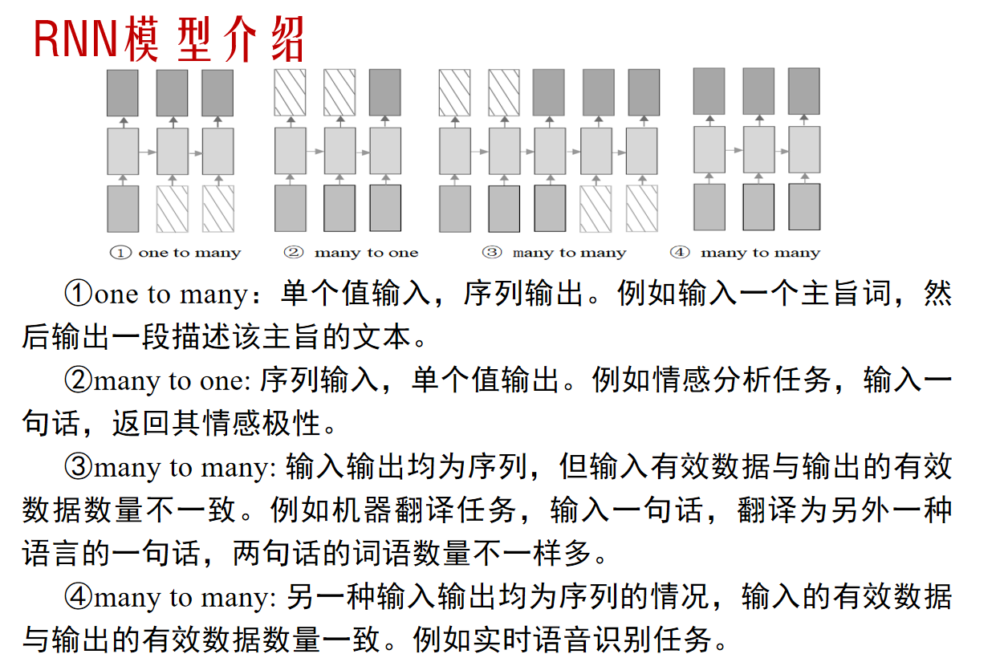 RNN模型介绍
① one to many ② many to one ③ many to many ④ many to many
①one to many：单个值输入，序列输出。例如输入一个主旨词，然
后输出一段描述该主旨的文本。
②many to one: 序列输入，单个值输出。例如情感分析任务，输入一
句话，返回其情感极性。
③many to many: 输入输出均为序列，但输入有效数据与输出的有效
数据数量不一致。例如机器翻译任务，输入一句话，翻译为另外一种
语言的一句话，两句话的词语数量不一样多。
④many to many: 另一种输入输出均为序列的情况，输入的有效数据
与输出的有效数据数量一致。例如实时语音识别任务。